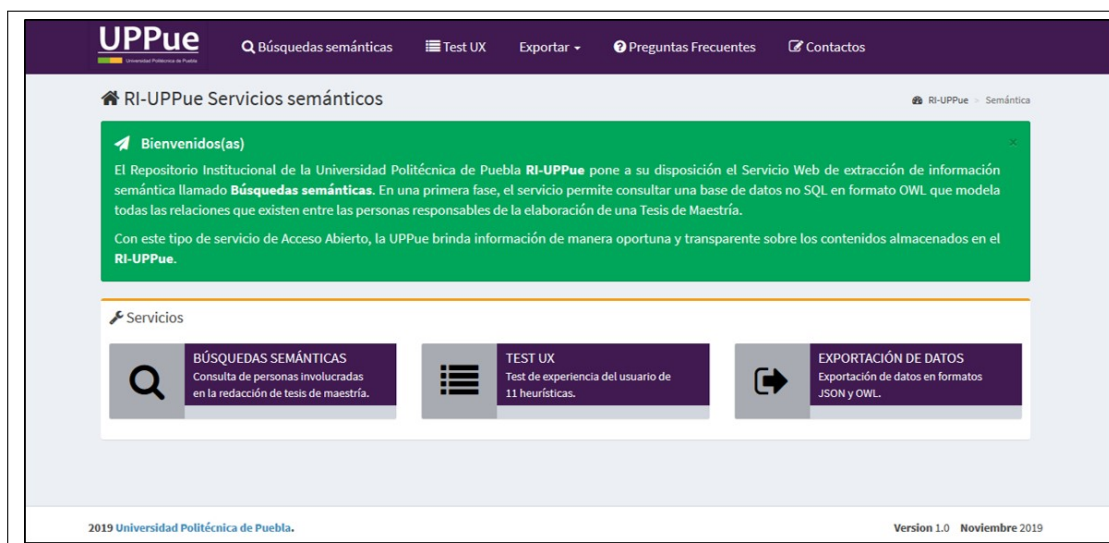 UPPue
Universidad Politécnica de Puebla
Búsquedas semánticas
Test UX
Exportar
Preguntas Frecuentes
Contactos
RI-UPPue Servicios semánticos
RI-UPPue > Semántica
Bienvenidos(as)
×
El Repositorio Institucional de la Universidad Politécnica de Puebla RI-UPPue pone a su disposición el Servicio Web de extracción de información
semántica llamado Búsquedas semánticas. En una primera fase, el servicio permite consultar una base de datos no SQL en formato OWL que modela
todas las relaciones que existen entre las personas responsables de la elaboración de una Tesis de Maestría.
Con este tipo de servicio de Acceso Abierto, la UPPue brinda información de manera oportuna y transparente sobre los contenidos almacenados en el
RI-UPPue.
Servicios
BÚSQUEDAS SEMÁNTICAS
Consulta de personas involucradas
en la redacción de tesis de maestría.
TEST UX
Test de experiencia del usuario de
11 heurísticas.
EXPORTACIÓN DE DATOS
Exportación de datos en formatos
JSON y OWL.
2019 Universidad Politécnica de Puebla.
Version 1.0 Noviembre 2019